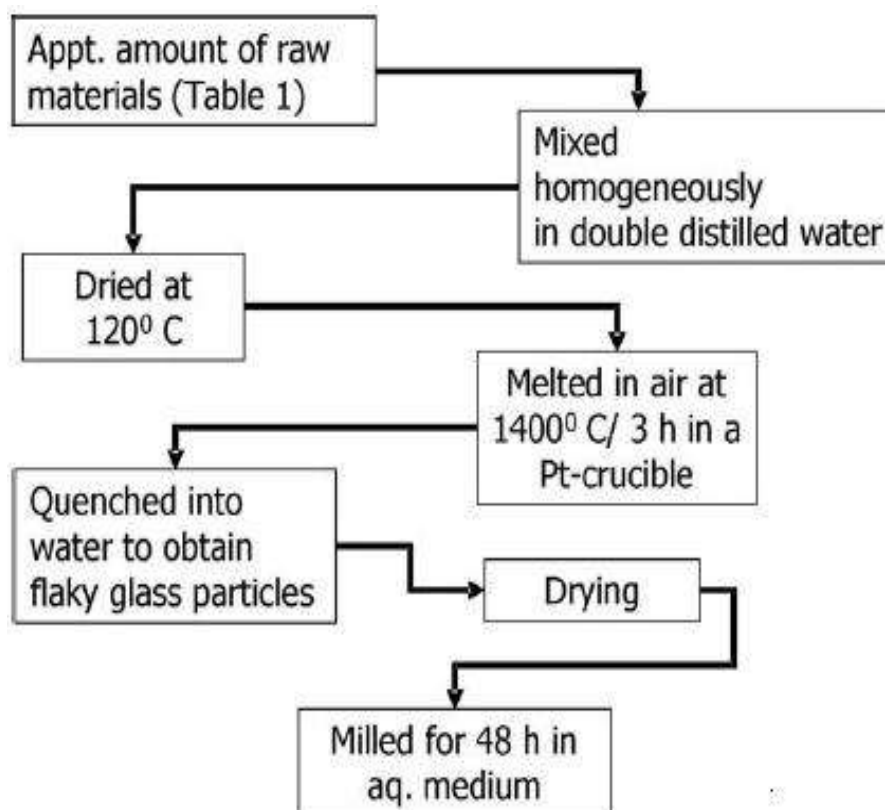 Appt. amount of raw
materials (Table 1)
Mixed
homogeneously
in double distilled water
Dried at
120⁰ C
Melted in air at
1400⁰ C/ 3 h in a
Pt-crucible
Quenched into
water to obtain
flaky glass particles
Drying
Milled for 48 h in
aq. medium